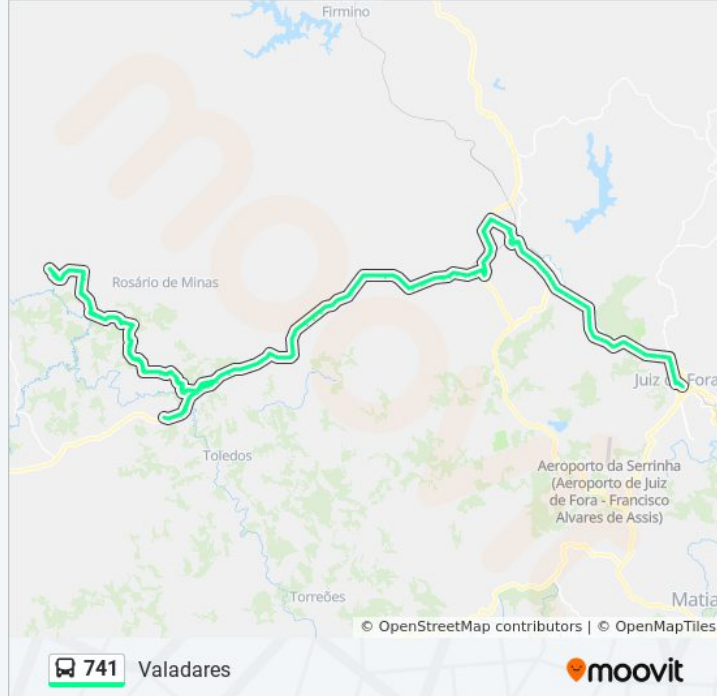 Firmino
Rosário de Minas
Juiz de Fora
Toledos
Aeroporto da Serrinha
(Aeroporto de Juiz
de Fora - Francisco
Alvares de Assis)
Torreões
Matia
© OpenStreetMap contributors | © OpenMapTiles
741 Valadares
moovit
moovit